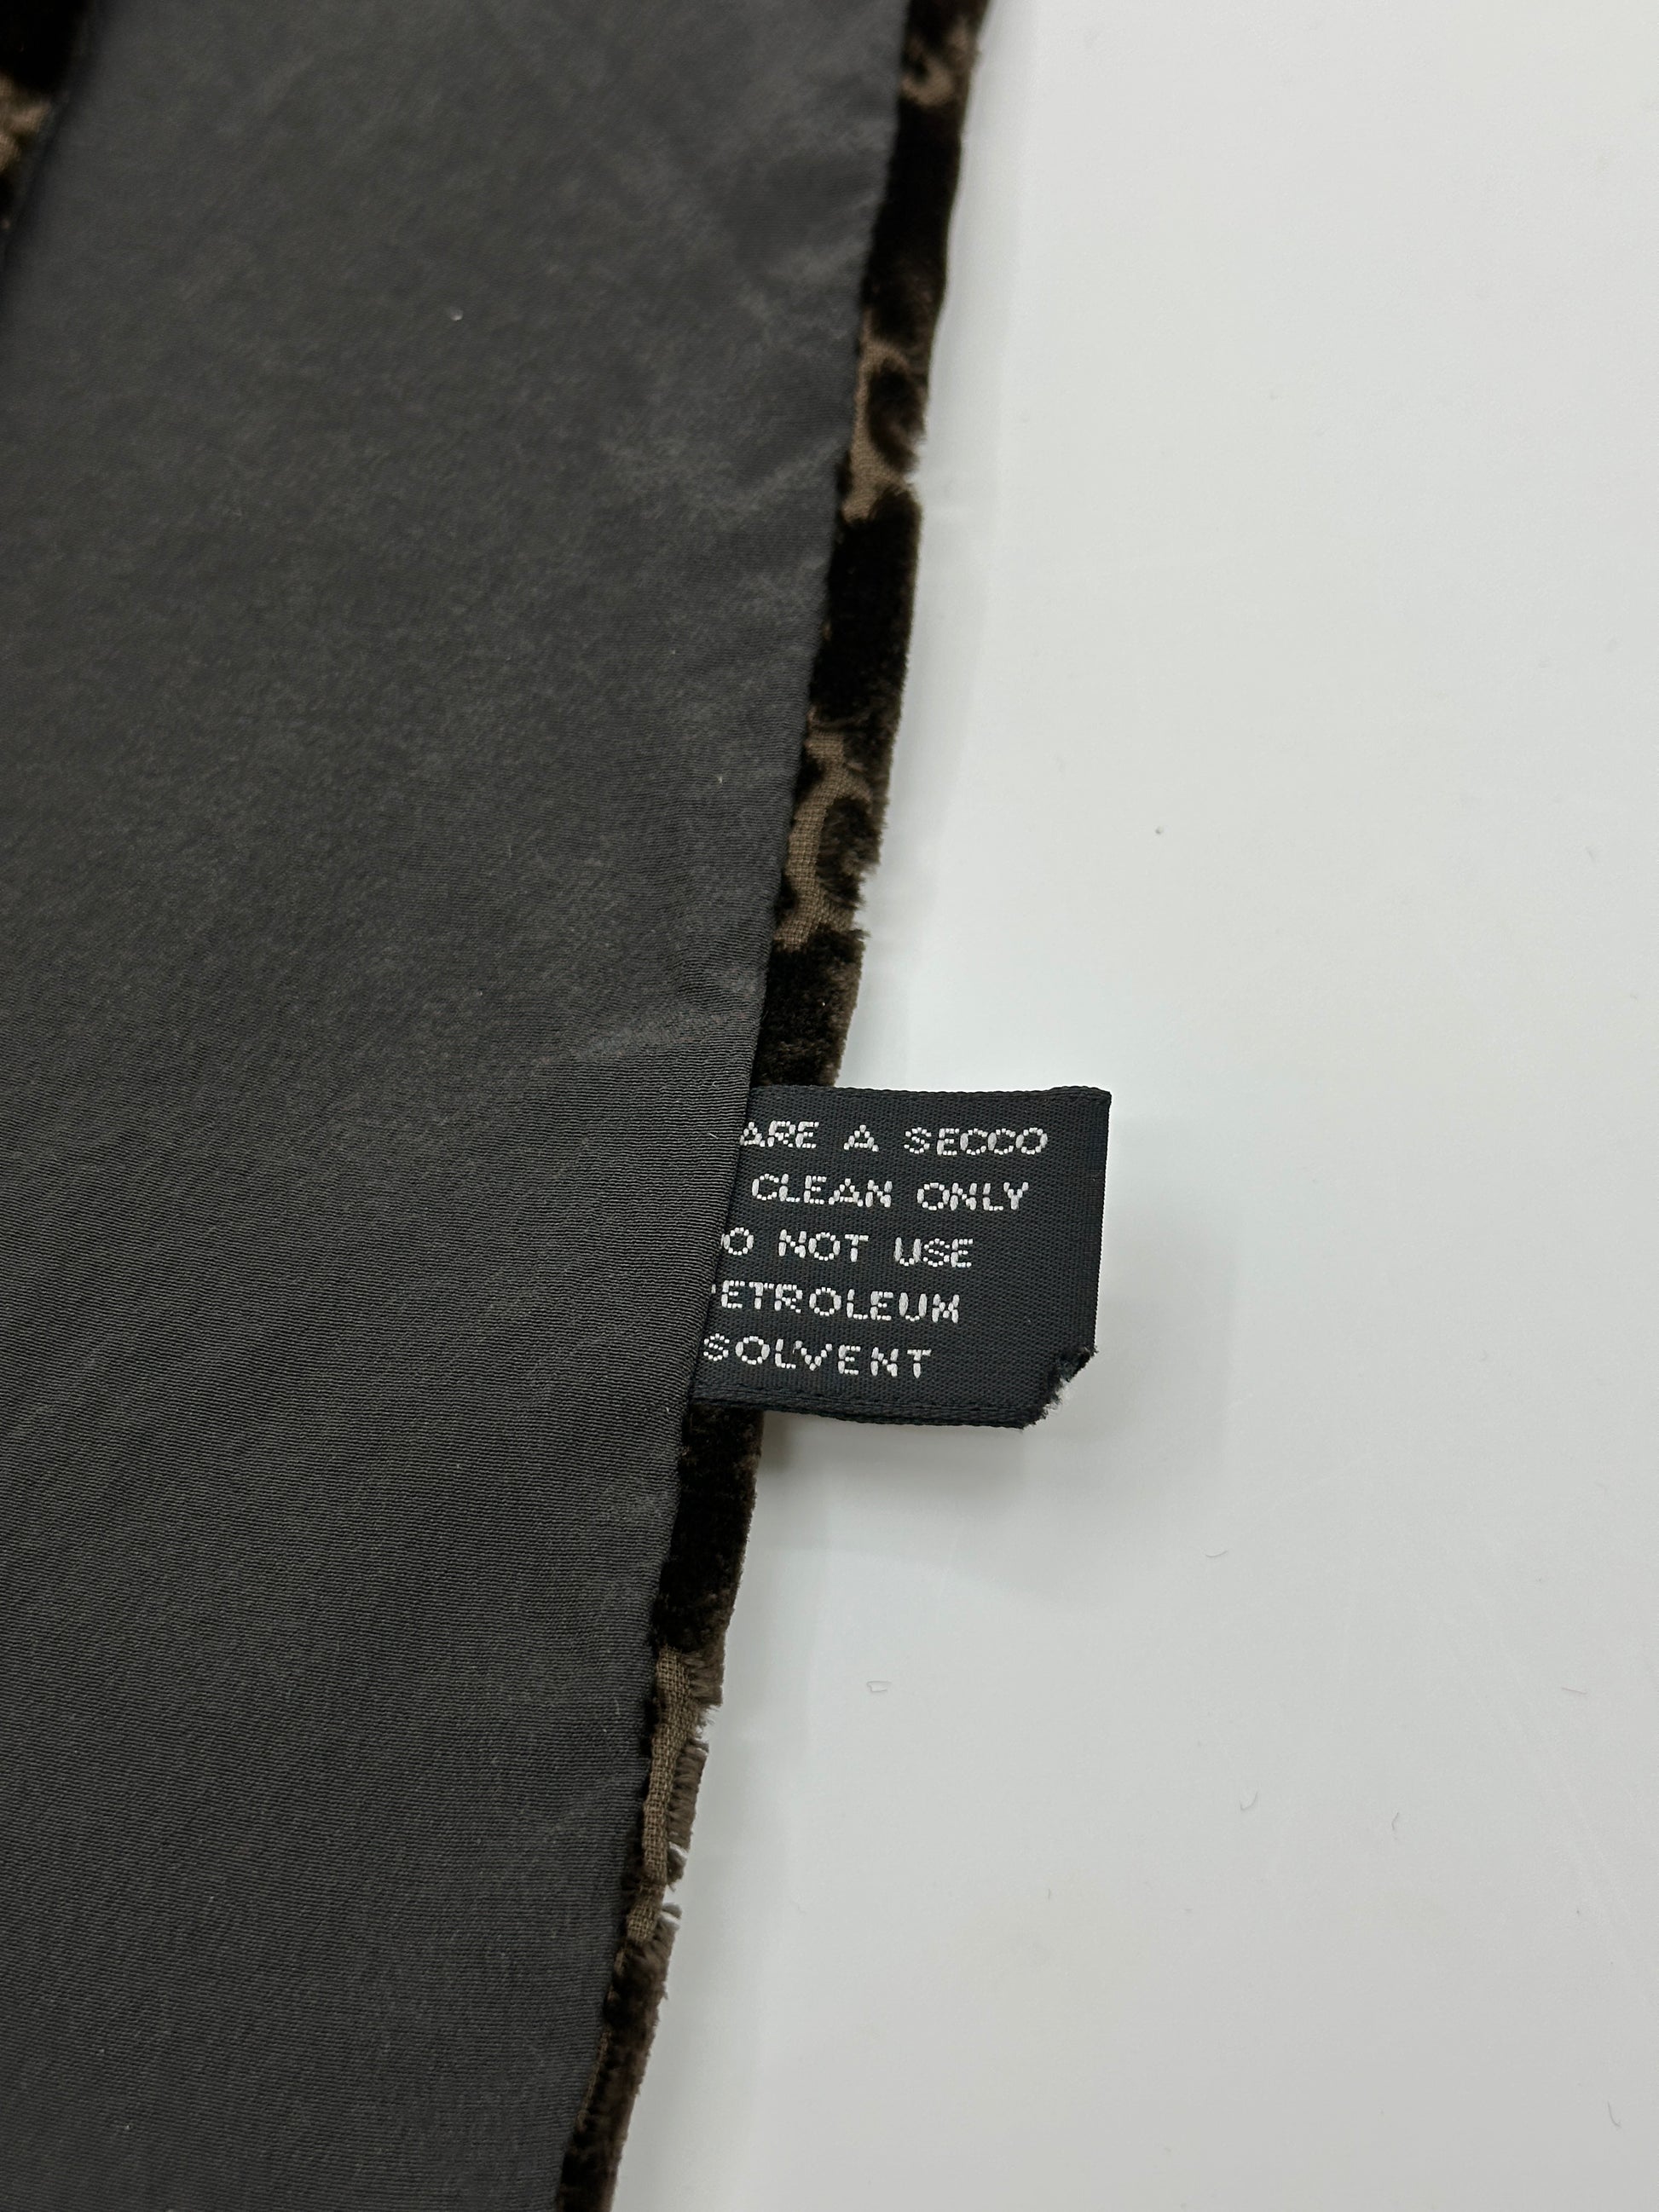 ARE A SECCO
CLEAN ONLY
O NOT USE
ETROLEUM
SOLVENT